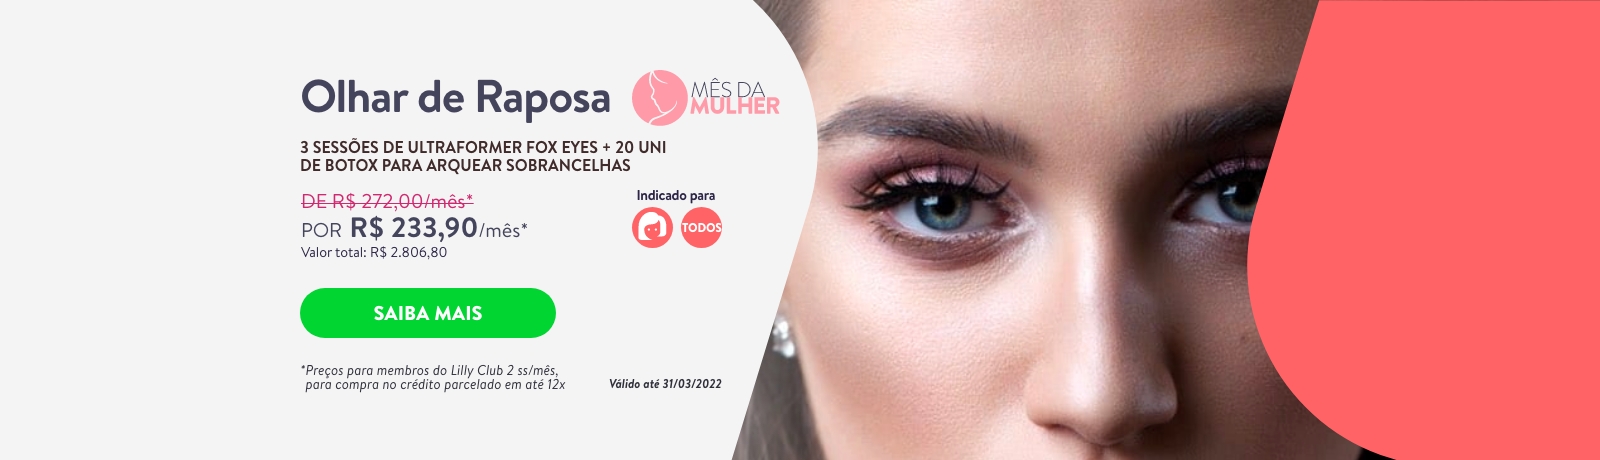 Olhar de Raposa
MÊS DA
MULHER
3 SESSÕES DE ULTRAFORMER FOX EYES + 20 UNI
DE BOTOX PARA ARQUEAR SOBRANCELHAS
DE R$ 272,00/mês*
POR R$ 233,90/mês*
Valor total: R$ 2.806,80
Indicado para
TODOS
SAIBA MAIS
*Preços para membros do Lilly Club 2 ss/mês,
para compra no crédito parcelado em até 12x
Válido até 31/03/2022